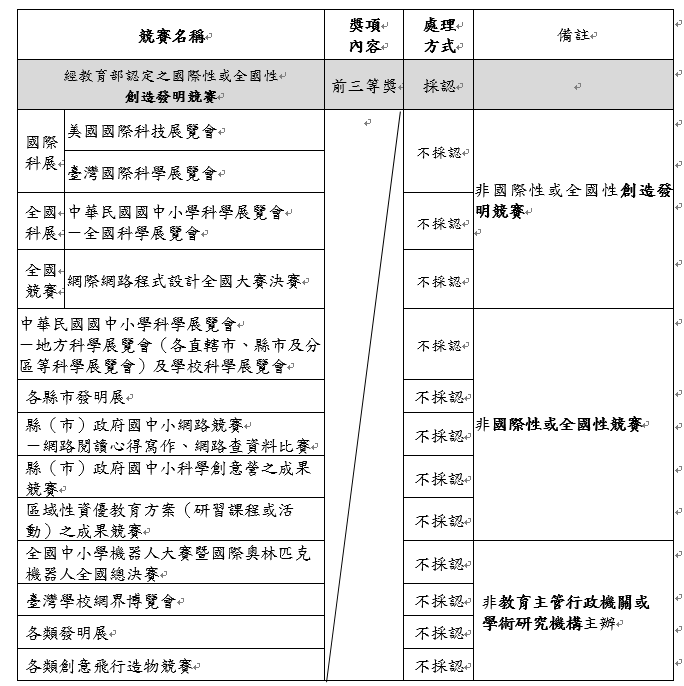 競賽名稱
獎項
內容
處理
方式
備註
經教育部認定之國際性或全國性
創造發明競賽
前三等獎
採認
國際
科展
美國國際科技展覽會
臺灣國際科學展覽會
不採認
非國際性或全國性創造發
明競賽
全國
科展
中華民國國中小學科學展覽會
－全國科學展覽會
不採認
全國
競賽
網際網路程式設計全國大賽決賽
不採認
中華民國國中小學科學展覽會
－地方科學展覽會（各直轄市、縣市及分
區等科學展覽會）及學校科學展覽會
不採認
非國際性或全國性競賽
各縣市發明展
不採認
縣（市）政府國中小網路競賽
－網路閱讀心得寫作、網路查資料比賽
不採認
縣（市）政府國中小科學創意營之成果
競賽
不採認
區域性資優教育方案（研習課程或活
動）之成果競賽
不採認
全國中小學機器人大賽暨國際奧林匹克
機器人全國總決賽
不採認
非教育主管行政機關或
學術研究機構主辦
臺灣學校網界博覽會
不採認
各類發明展
不採認
各類創意飛行造物競賽
不採認